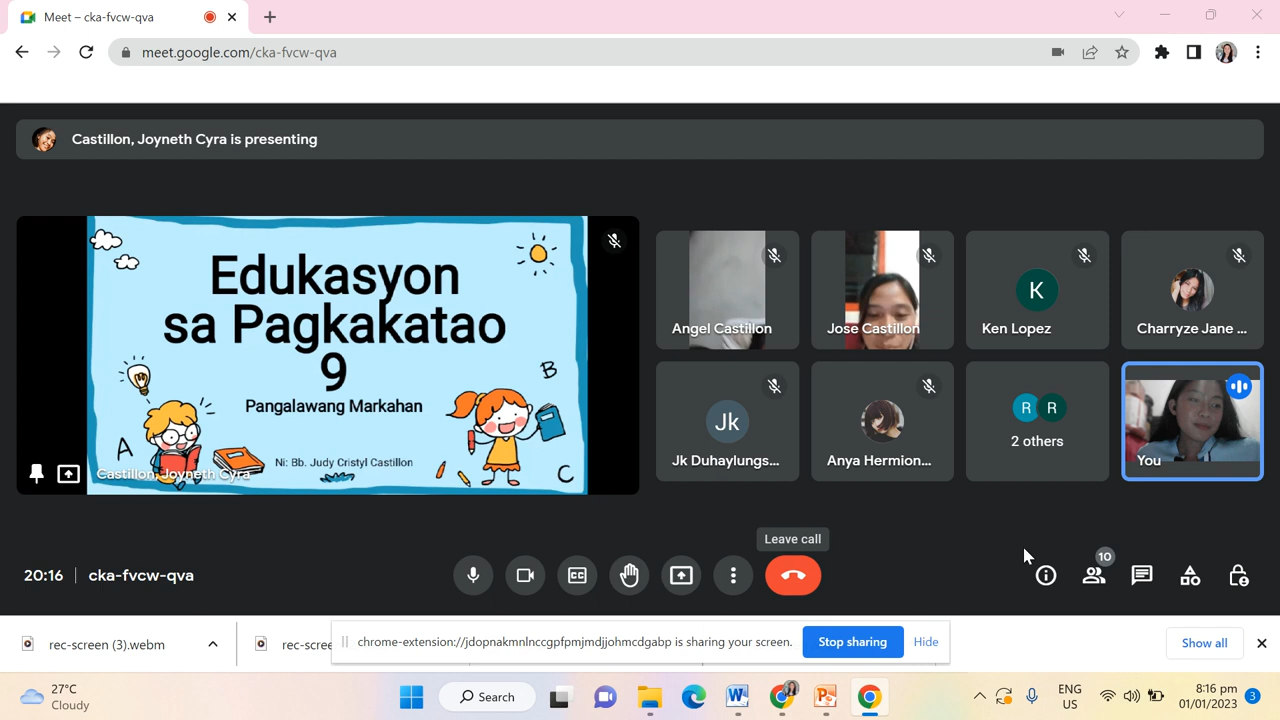 Meet – cka-fvcw-qva
meet.google.com/cka-fvcw-qva
Castillon, Joyneth Cyra is presenting
Edukasyon
sa Pagkakatao
9
Pangalawang Markahan
A
B
C
Ni: Bb. Judy Cristyl Castillon
Castillon, Joyneth Cyra
Angel Castillon
Jose Castillon
K
Ken Lopez
Charryze Jane ...
Jk
Jk Duhaylungs...
Anya Hermion...
R R
2 others
You
Leave call
20:16 | cka-fvcw-qva
10
rec-screen (3).webm
rec-scree
chrome-extension://jdopnakmnlnccgpfpmjmdjjohmcdgabp is sharing your screen.
Stop sharing
Hide
Show all
27°C
Cloudy
Search
ENG
US
8:16 pm
01/01/2023
3